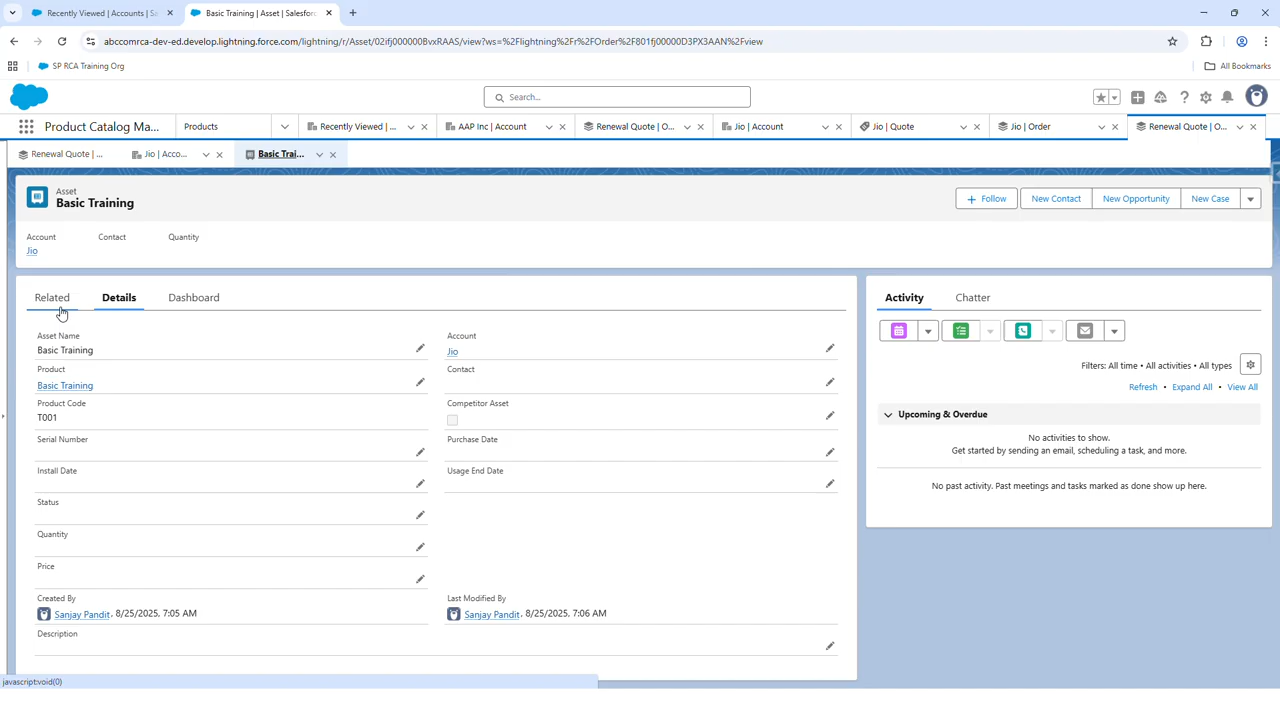 Recently Viewed | Accounts | Sa
Basic Training | Asset | Salesforc
abccomrca-dev-ed.develop.lightning.force.com/lightning/r/Asset/02ifj000000BvxRAAS/view?ws=%2Flightning%2Fr%2FOrder%2F801fj00000D3PX3AAN%2Fview
SP RCA Training Org
All Bookmarks
Search...
Product Catalog Ma...
Products
Recently Viewed | ...
AAP Inc | Account
Renewal Quote | O...
Jio | Account
Jio | Quote
Jio | Order
Renewal Quote | O...
Renewal Quote | ...
Jio | Acco...
Basic Trai...
Asset
Basic Training
Follow
New Contact
New Opportunity
New Case
Account
Contact
Quantity
Jio
Related
Details
Dashboard
Activity
Chatter
Asset Name
Basic Training
Account
Jio
Product
Basic Training
Contact
Product Code
T001
Competitor Asset
Serial Number
Purchase Date
Install Date
Usage End Date
Status
Quantity
Price
Created By
Sanjay Pandit, 8/25/2025, 7:05 AM
Last Modified By
Sanjay Pandit, 8/25/2025, 7:06 AM
Description
Filters: All time • All activities • All types
Refresh • Expand All • View All
Upcoming & Overdue
No activities to show.
Get started by sending an email, scheduling a task, and more.
No past activity. Past meetings and tasks marked as done show up here.
javascript:void(0)